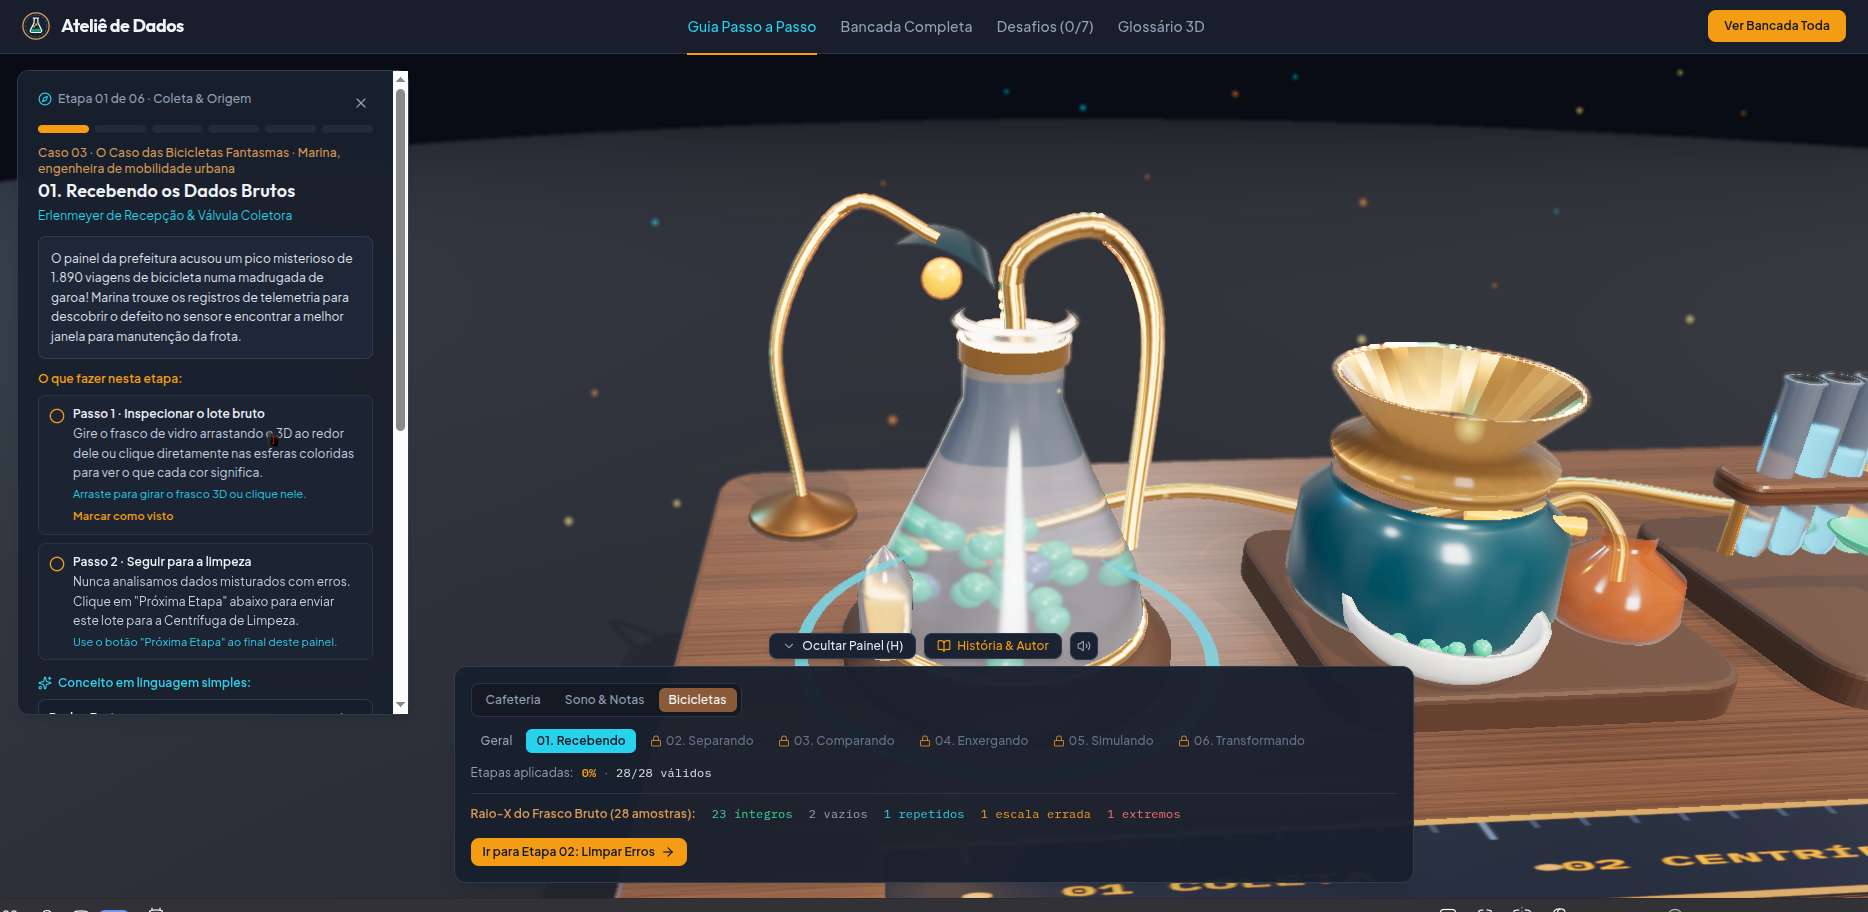 Ateliê de Dados
Guia Passo a Passo
Bancada Completa
Desafios (0/7)
Glossário 3D
Ver Bancada Toda
Etapa 01 de 06 · Coleta & Origem
Caso 03 · O Caso das Bicicletas Fantasmas · Marina,
engenheira de mobilidade urbana
01. Recebendo os Dados Brutos
Erlenmeyer de Recepção & Válvula Coletora
O painel da prefeitura acusou um pico misterioso de
1.890 viagens de bicicleta numa madrugada de
garoa! Marina trouxe os registros de telemetria para
descobrir o defeito no sensor e encontrar a melhor
janela para manutenção da frota.
O que fazer nesta etapa:
Passo 1 · Inspecionar o lote bruto
Gire o frasco de vidro arrastando o 3D ao redor
dele ou clique diretamente nas esferas coloridas
para ver o que cada cor significa.
Arraste para girar o frasco 3D ou clique nele.
Marcar como visto
Passo 2 · Seguir para a limpeza
Nunca analisamos dados misturados com erros.
Clique em "Próxima Etapa" abaixo para enviar
este lote para a Centrífuga de Limpeza.
Use o botão "Próxima Etapa" ao final deste painel.
Conceito em linguagem simples:
Ocultar Painel (H)
História & Autor
Cafeteria
Sono & Notas
Bicicletas
Geral
01. Recebendo
02. Separando
03. Comparando
04. Enxergando
05. Simulando
06. Transformando
Etapas aplicadas: 0% · 28/28 válidos
Raio-X do Frasco Bruto (28 amostras): 23 íntegros 2 vazios 1 repetidos 1 escala errada 1 extremos
Ir para Etapa 02: Limpar Erros
01 COLETA
02 CENTRÍF